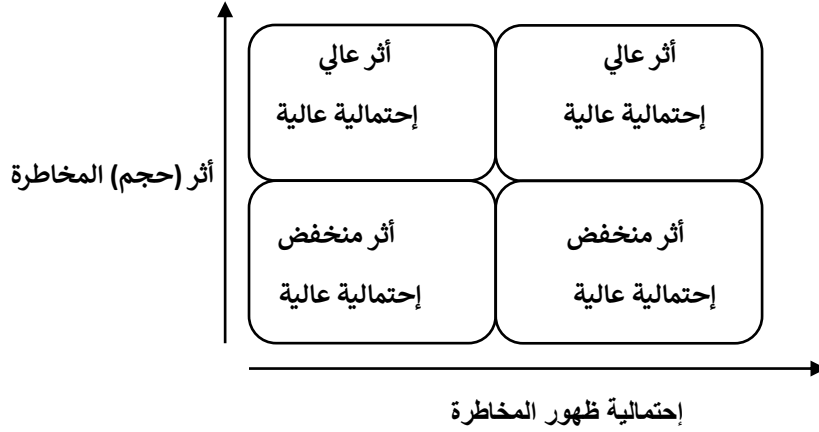 أثر عالي
إحتمالية عالية
أثر عالي
إحتمالية عالية
أثر (حجم) المخاطرة
أثر منخفض
إحتمالية عالية
أثر منخفض
إحتمالية عالية
إحتمالية ظهور المخاطرة